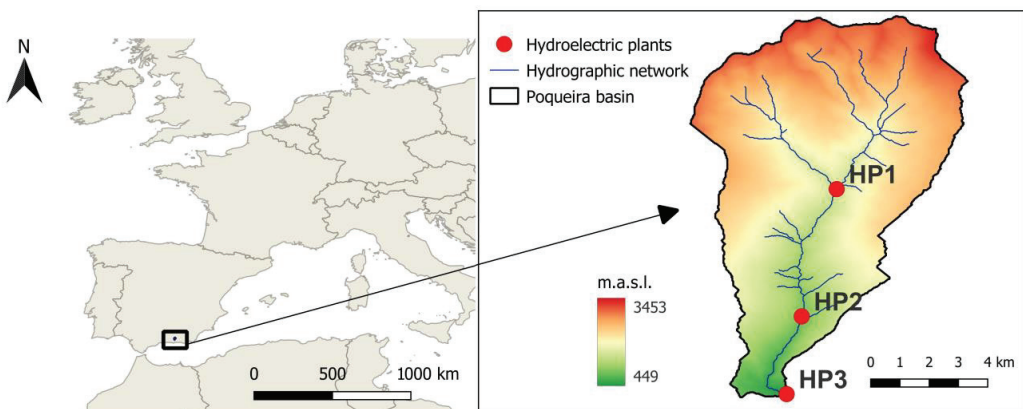 N
0 500 1000 km
Hydroelectric plants
Hydrographic network
Poqueira basin
HP1
HP2
HP3
m.a.s.l.
3453
449
0 1 2 3 4 km